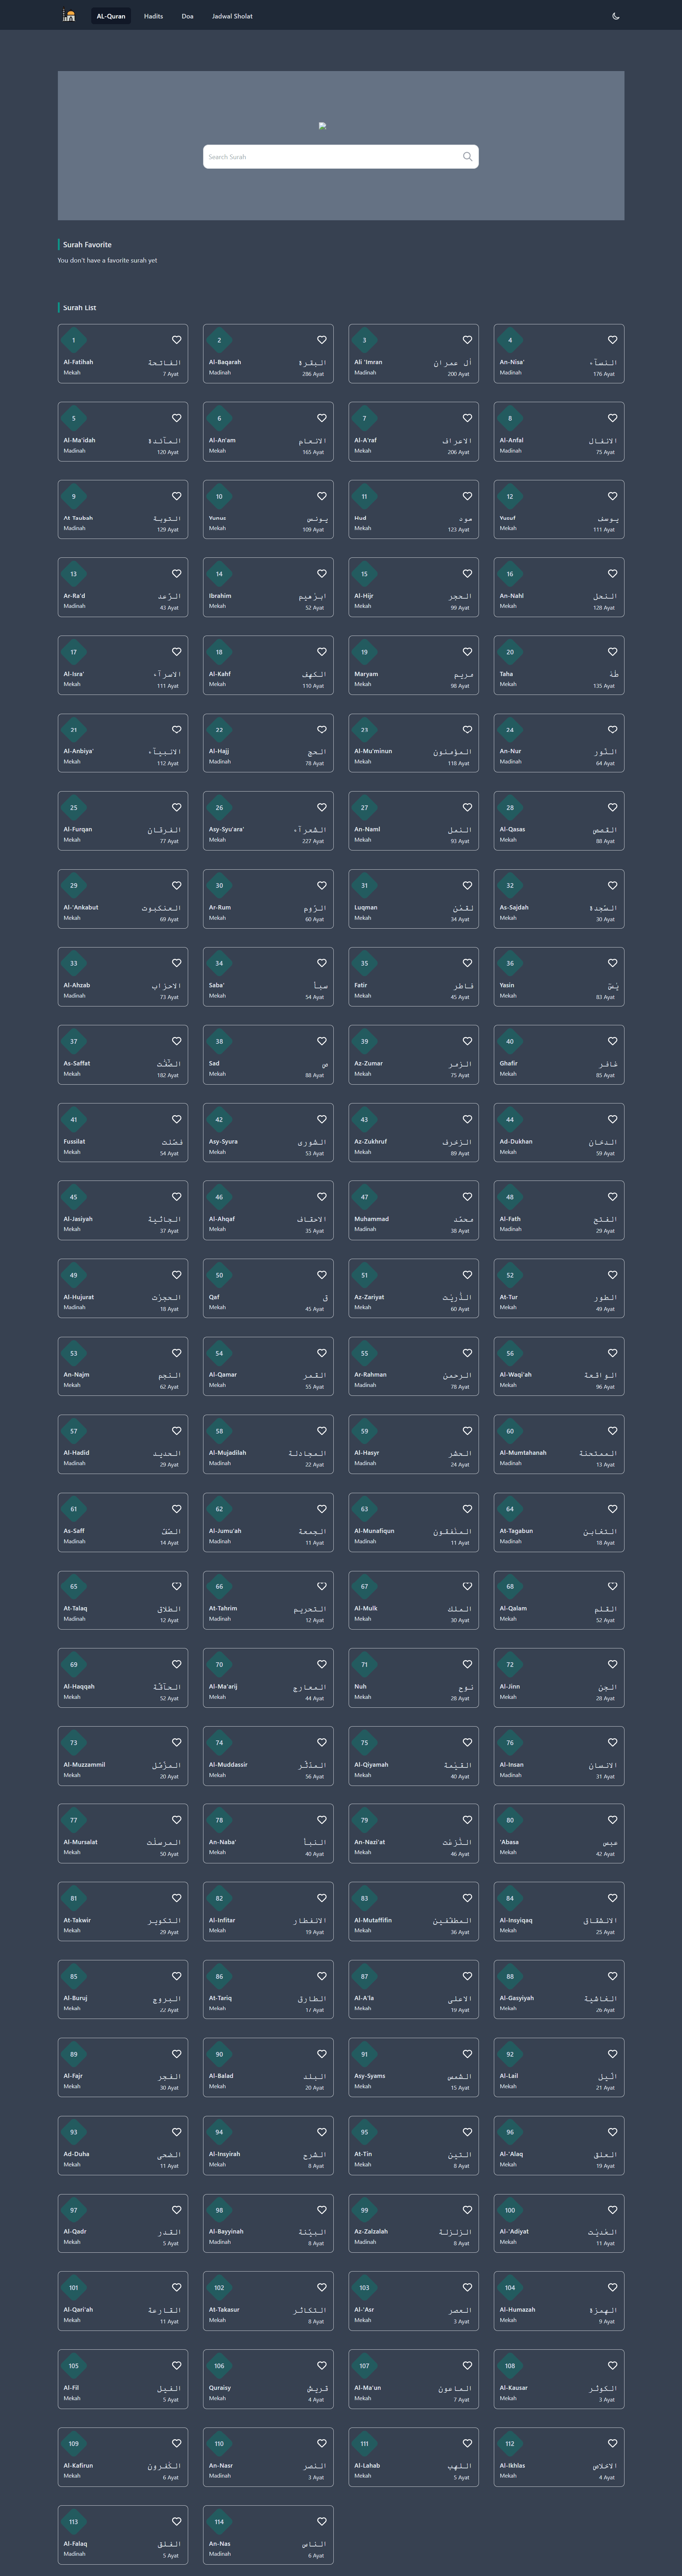 AL-Quran Hadits Doa Jadwal Sholat
Search Surah
Surah Favorite
You don't have a favorite surah yet
Surah List
1 2 3 4
Al-Fatihah الفاتحة Al-Baqarah البقرة Ali 'Imran اٰل عمران An-Nisa' النساۤء
Mekah 7 Ayat Madinah 286 Ayat Madinah 200 Ayat Madinah 176 Ayat
5 6 7 8
Al-Ma'idah الماۤئدة Al-An'am الانعام Al-A'raf الاعراف Al-Anfal الانفال
Madinah 120 Ayat Mekah 165 Ayat Mekah 206 Ayat Madinah 75 Ayat
9 10 11 12
At-Taubah التوبة Yunus يونس Hud هود Yusuf يوسف
Madinah 129 Ayat Mekah 109 Ayat Mekah 123 Ayat Mekah 111 Ayat
13 14 15 16
Ar-Ra'd الرّعد Ibrahim ابرٰهيم Al-Hijr الحجر An-Nahl النحل
Madinah 43 Ayat Mekah 52 Ayat Mekah 99 Ayat Mekah 128 Ayat
17 18 19 20
Al-Isra' الاسراۤء Al-Kahf الكهف Maryam مريم Taha طٰهٰ
Mekah 111 Ayat Mekah 110 Ayat Mekah 98 Ayat Mekah 135 Ayat
21 22 23 24
Al-Anbiya' الانبياۤء Al-Hajj الحج Al-Mu'minun المؤمنون An-Nur النّور
Mekah 112 Ayat Madinah 78 Ayat Mekah 118 Ayat Madinah 64 Ayat
25 26 27 28
Al-Furqan الفرقان Asy-Syu'ara' الشعراۤء An-Naml النمل Al-Qasas القصص
Mekah 77 Ayat Mekah 227 Ayat Mekah 93 Ayat Mekah 88 Ayat
29 30 31 32
Al-'Ankabut العنكبوت Ar-Rum الرّوم Luqman لقمٰن As-Sajdah السّجدة
Mekah 69 Ayat Mekah 60 Ayat Mekah 34 Ayat Mekah 30 Ayat
33 34 35 36
Al-Ahzab الاحزاب Saba' سبأ Fatir فاطر Yasin يٰسۤ
Madinah 73 Ayat Mekah 54 Ayat Mekah 45 Ayat Mekah 83 Ayat
37 38 39 40
As-Saffat الصّٰۤفّٰت Sad ص Az-Zumar الزمر Ghafir غافر
Mekah 182 Ayat Mekah 88 Ayat Mekah 75 Ayat Mekah 85 Ayat
41 42 43 44
Fussilat فصّلت Asy-Syura الشورى Az-Zukhruf الزخرف Ad-Dukhan الدخان
Mekah 54 Ayat Mekah 53 Ayat Mekah 89 Ayat Mekah 59 Ayat
45 46 47 48
Al-Jasiyah الجاثية Al-Ahqaf الاحقاف Muhammad محمّد Al-Fath الفتح
Mekah 37 Ayat Mekah 35 Ayat Madinah 38 Ayat Madinah 29 Ayat
49 50 51 52
Al-Hujurat الحجرٰت Qaf ق Az-Zariyat الذّٰريٰت At-Tur الطور
Madinah 18 Ayat Mekah 45 Ayat Mekah 60 Ayat Mekah 49 Ayat
53 54 55 56
An-Najm النجم Al-Qamar القمر Ar-Rahman الرحمن Al-Waqi'ah الواقعة
Mekah 62 Ayat Mekah 55 Ayat Madinah 78 Ayat Mekah 96 Ayat
57 58 59 60
Al-Hadid الحديد Al-Mujadilah المجادلة Al-Hasyr الحشر Al-Mumtahanah الممتحنة
Madinah 29 Ayat Madinah 22 Ayat Madinah 24 Ayat Madinah 13 Ayat
61 62 63 64
As-Saff الصّفّ Al-Jumu'ah الجمعة Al-Munafiqun المنٰفقون At-Tagabun التغابن
Madinah 14 Ayat Madinah 11 Ayat Madinah 11 Ayat Madinah 18 Ayat
65 66 67 68
At-Talaq الطلاق At-Tahrim التحريم Al-Mulk الملك Al-Qalam القلم
Madinah 12 Ayat Madinah 12 Ayat Mekah 30 Ayat Mekah 52 Ayat
69 70 71 72
Al-Haqqah الحاۤقّة Al-Ma'arij المعارج Nuh نوح Al-Jinn الجن
Mekah 52 Ayat Mekah 44 Ayat Mekah 28 Ayat Mekah 28 Ayat
73 74 75 76
Al-Muzzammil المزّمّل Al-Muddassir المدّثّر Al-Qiyamah القيٰمة Al-Insan الانسان
Mekah 20 Ayat Mekah 56 Ayat Mekah 40 Ayat Madinah 31 Ayat
77 78 79 80
Al-Mursalat المرسلٰت An-Naba' النبأ An-Nazi'at النّٰزعٰت 'Abasa عبس
Mekah 50 Ayat Mekah 40 Ayat Mekah 46 Ayat Mekah 42 Ayat
81 82 83 84
At-Takwir التكوير Al-Infitar الانفطار Al-Mutaffifin المطفّفين Al-Insyiqaq الانشقاق
Mekah 29 Ayat Mekah 19 Ayat Mekah 36 Ayat Mekah 25 Ayat
85 86 87 88
Al-Buruj البروج At-Tariq الطارق Al-A'la الاعلى Al-Gasyiyah الغاشية
Mekah 22 Ayat Mekah 17 Ayat Mekah 19 Ayat Mekah 26 Ayat
89 90 91 92
Al-Fajr الفجر Al-Balad البلد Asy-Syams الشمس Al-Lail الّيل
Mekah 30 Ayat Mekah 20 Ayat Mekah 15 Ayat Mekah 21 Ayat
93 94 95 96
Ad-Duha الضحى Al-Insyirah الشرح At-Tin التين Al-'Alaq العلق
Mekah 11 Ayat Mekah 8 Ayat Mekah 8 Ayat Mekah 19 Ayat
97 98 99 100
Al-Qadr القدر Al-Bayyinah البيّنة Az-Zalzalah الزلزلة Al-'Adiyat العٰديٰت
Mekah 5 Ayat Madinah 8 Ayat Madinah 8 Ayat Mekah 11 Ayat
101 102 103 104
Al-Qari'ah القارعة At-Takasur التكاثر Al-'Asr العصر Al-Humazah الهمزة
Mekah 11 Ayat Mekah 8 Ayat Mekah 3 Ayat Mekah 9 Ayat
105 106 107 108
Al-Fil الفيل Quraisy قريش Al-Ma'un الماعون Al-Kausar الكوثر
Mekah 5 Ayat Mekah 4 Ayat Mekah 7 Ayat Mekah 3 Ayat
109 110 111 112
Al-Kafirun الكٰفرون An-Nasr النصر Al-Lahab اللهب Al-Ikhlas الاخلاص
Mekah 6 Ayat Madinah 3 Ayat Mekah 5 Ayat Mekah 4 Ayat
113 114
Al-Falaq الفلق An-Nas الناس
Madinah 5 Ayat Madinah 6 Ayat